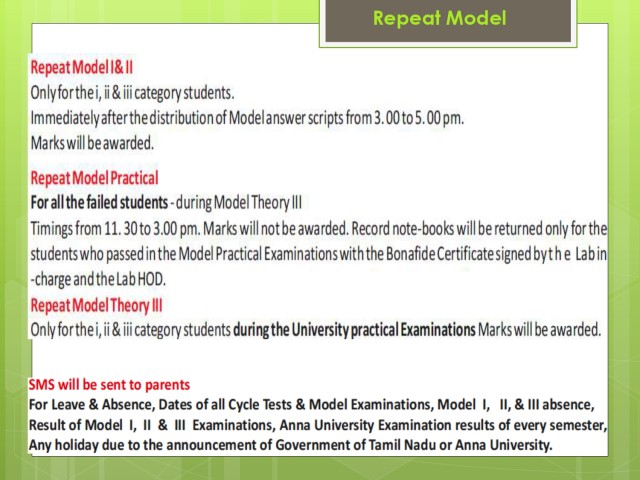 Repeat Model
Repeat Model I & II
Only for the i, ii & iii category students.
Immediately after the distribution of Model answer scripts from 3. 00 to 5. 00 pm.
Marks will be awarded.
Repeat Model Practical
For all the failed students - during Model Theory III
Timings from 11. 30 to 3.00 pm. Marks will not be awarded. Record note-books will be returned only for the
students who passed in the Model Practical Examinations with the Bonafide Certificate signed by t h e Lab in
-charge and the Lab HOD.
Repeat Model Theory III
Only for the i, ii & iii category students during the University practical Examinations Marks will be awarded.
SMS will be sent to parents
For Leave & Absence, Dates of all Cycle Tests & Model Examinations, Model I, II, & III absence,
Result of Model I, II & III Examinations, Anna University Examination results of every semester,
Any holiday due to the announcement of Government of Tamil Nadu or Anna University.